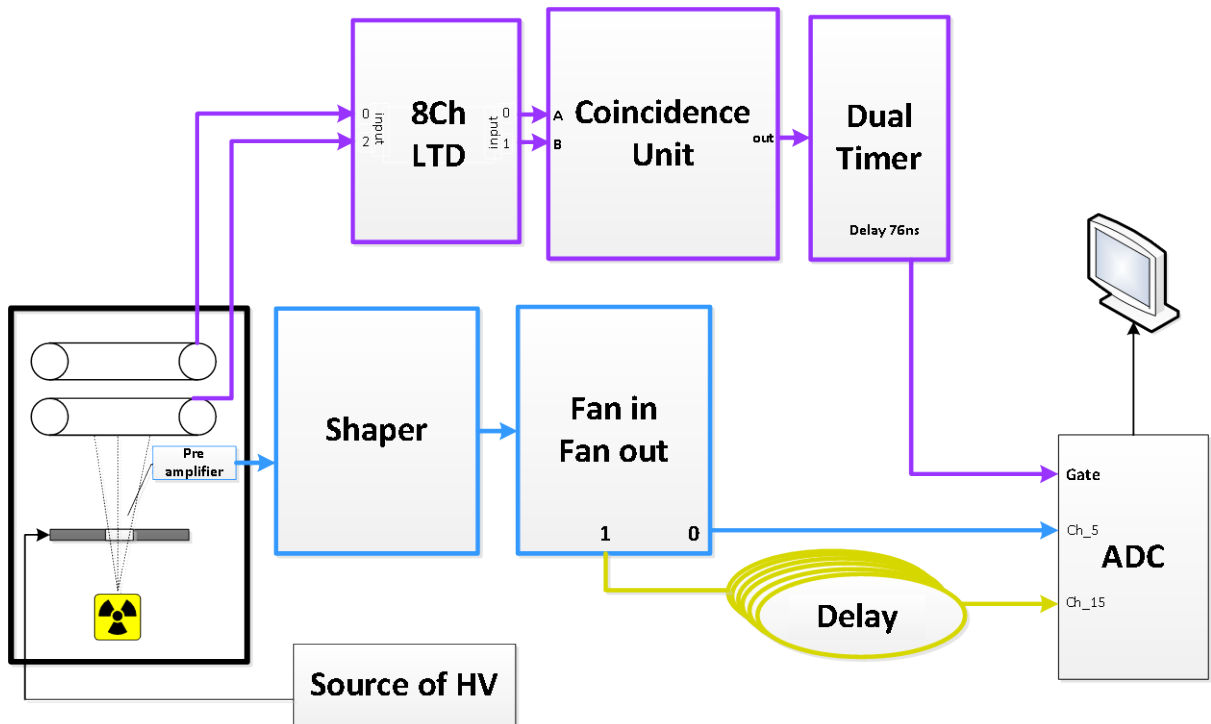 8Ch
LTD
0
2
input
input
0
1
Coincidence
Unit
A
B
out
Dual
Timer
Delay 76ns
Pre
amplifier
Shaper
Fan in
Fan out
1
0
Gate
Ch_5
ADC
Ch_15
Delay
Source of HV